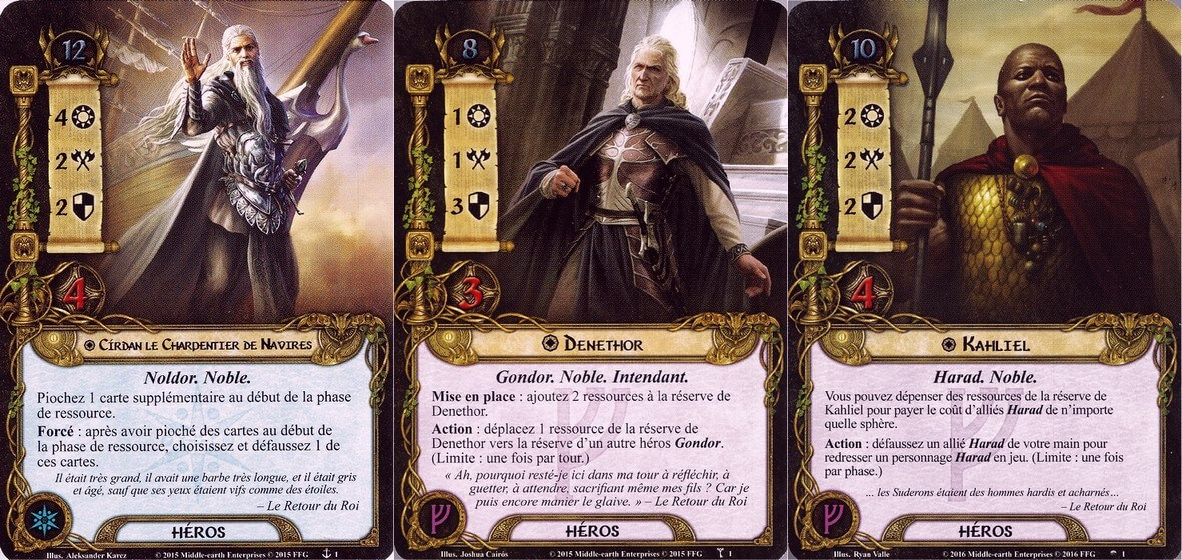 12
4
2
2
4
Círdan le Charpentier de Navires
Noldor. Noble.
Piochez 1 carte supplémentaire au début de la phase
de ressource.
Forcé : après avoir pioché des cartes au début de
la phase de ressource, choisissez et défaussez 1 de
ces cartes.
Il était très grand, il avait une barbe très longue, et il était gris
et âgé, sauf que ses yeux étaient vifs comme des étoiles.
– Le Retour du Roi
HÉROS
Illus. Aleksander Karcz © 2015 Middle-earth Enterprises © 2015 FFG 1
8
1
1
3
3
Denethor
Gondor. Noble. Intendant.
Mise en place : ajoutez 2 ressources à la réserve de
Denethor.
Action : déplacez 1 ressource de la réserve de
Denethor vers la réserve d'un autre héros Gondor.
(Limite : une fois par tour.)
« Ah, pourquoi resté-je ici dans ma tour à réfléchir, à
guetter, à attendre, sacrifiant même mes fils ? Car je
puis encore manier le glaive. » – Le Retour du Roi
HÉROS
Illus. Joshua Cairós © 2015 Middle-earth Enterprises © 2015 FFG 1
10
2
2
2
4
Kahliel
Harad. Noble.
Vous pouvez dépenser des ressources de la réserve de
Kahliel pour payer le coût d'alliés Harad de n'importe
quelle sphère.
Action : défaussez un allié Harad de votre main pour
redresser un personnage Harad en jeu. (Limite : une fois
par phase.)
... les Suderons étaient des hommes hardis et acharnés...
– Le Retour du Roi
HÉROS
Illus. Ryan Valle © 2016 Middle-earth Enterprises © 2016 FFG 1